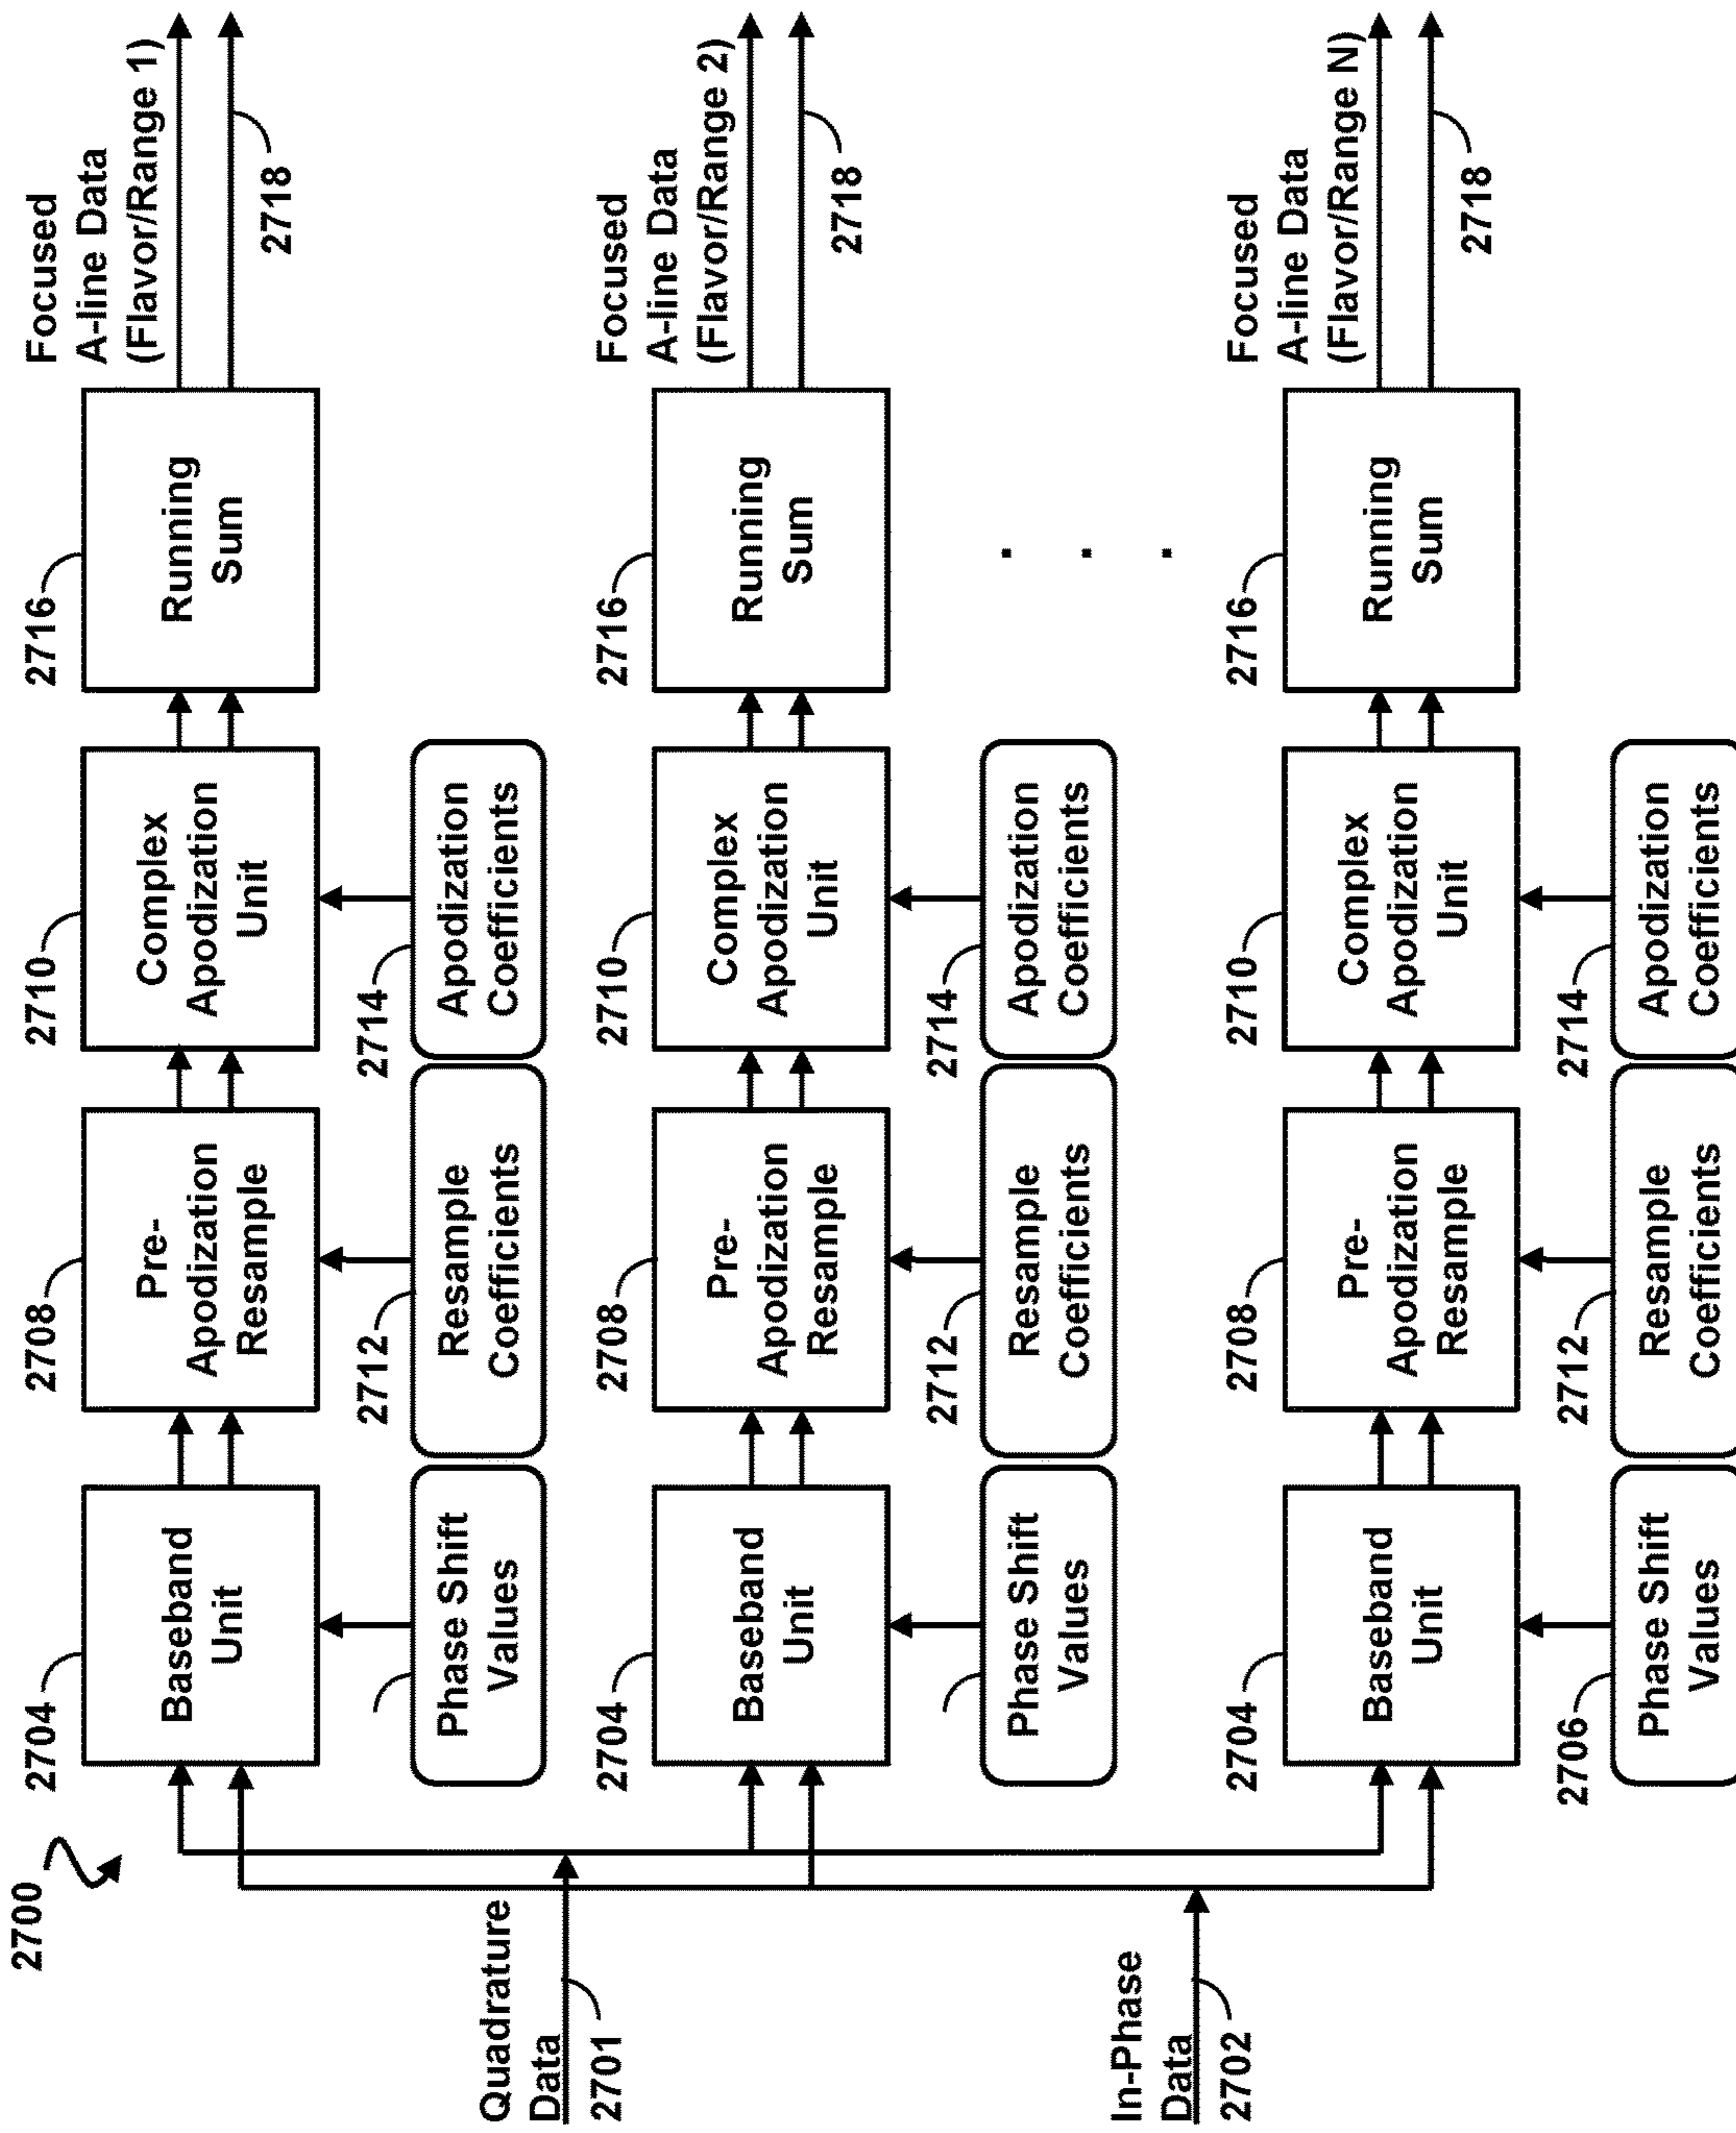 2700
Quadrature
Data
2701
In-Phase
Data
2702
2704
Baseband
Unit
Phase Shift
Values
2708
Pre-
Apodization
Resample
2712
Resample
Coefficients
2710
Complex
Apodization
Unit
2714
Apodization
Coefficients
2716
Running
Sum
Focused
A-line Data
(Flavor/Range 1)
2718
2704
Baseband
Unit
Phase Shift
Values
2708
Pre-
Apodization
Resample
2712
Resample
Coefficients
2710
Complex
Apodization
Unit
2714
Apodization
Coefficients
2716
Running
Sum
Focused
A-line Data
(Flavor/Range 2)
2718
. . .
2704
Baseband
Unit
2706
Phase Shift
Values
2708
Pre-
Apodization
Resample
2712
Resample
Coefficients
2710
Complex
Apodization
Unit
2714
Apodization
Coefficients
2716
Running
Sum
Focused
A-line Data
(Flavor/Range N)
2718